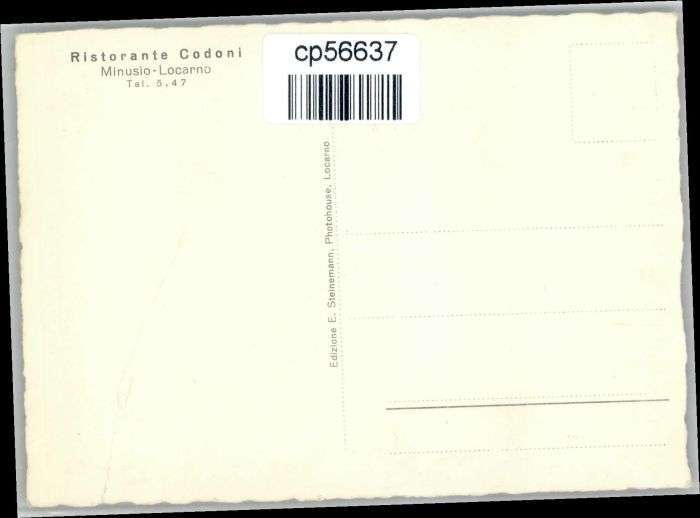 Ristorante Codoni
Minusio-Locarno
Tel. 5.47
cp56637
Edizione E. Steinemann, Photohouse, Locarno